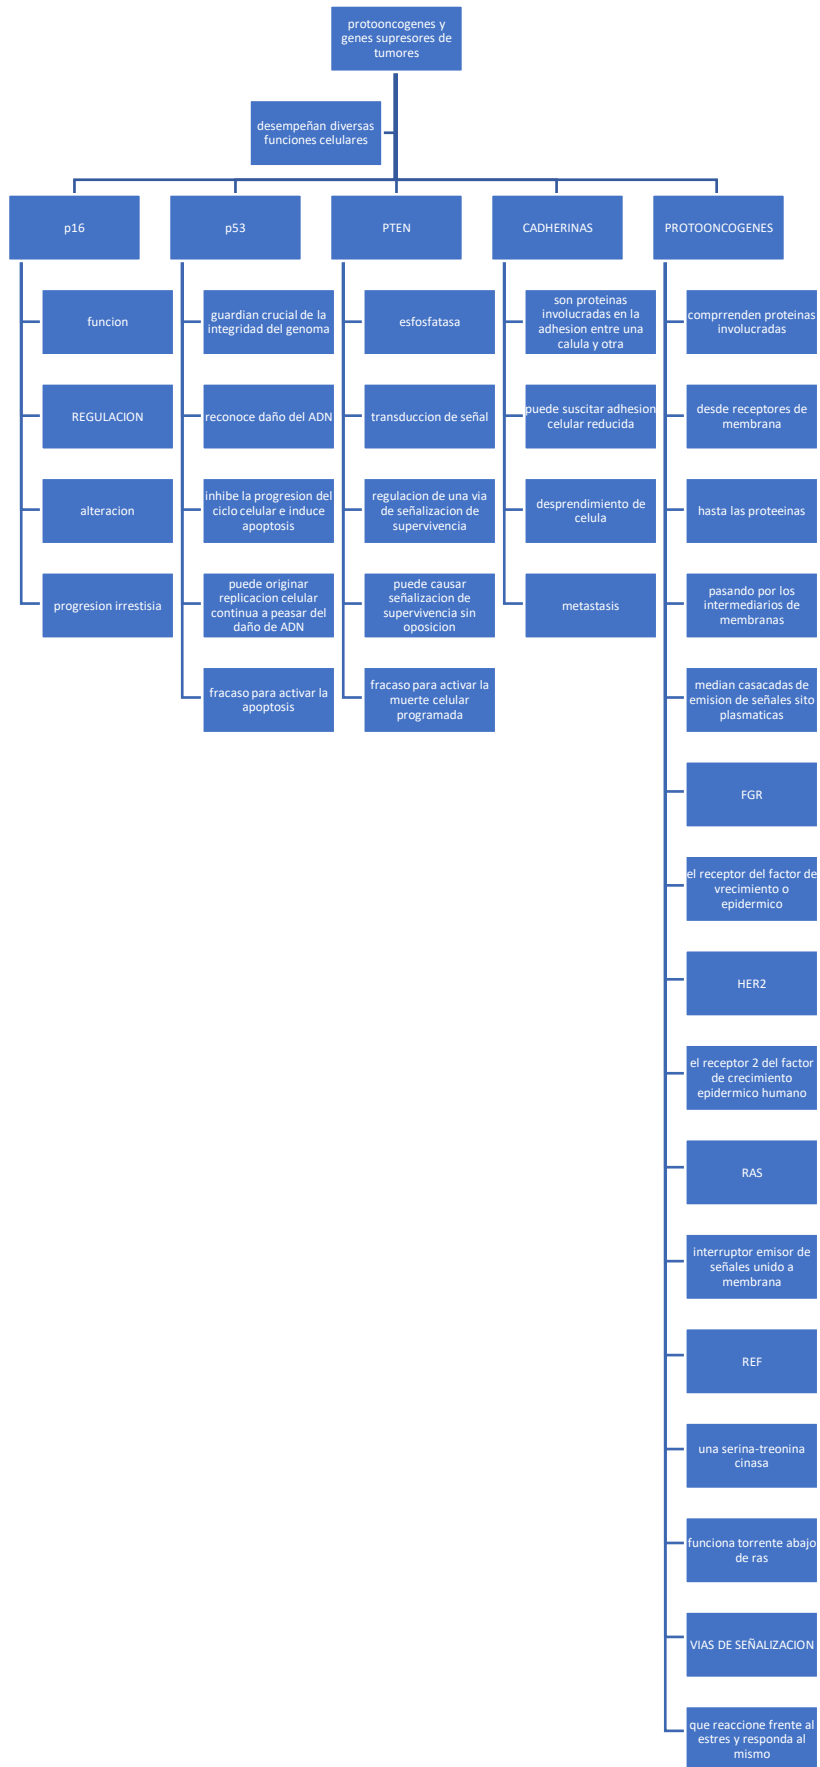 protooncogenes y
genes supresores de
tumores
desempeñan diversas
funciones celulares
p16
funcion
REGULACION
alteracion
progresion irrestisia
p53
guardian crucial de la
integridad del genoma
reconoce daño del ADN
inhibe la progresion del
ciclo celular e induce
apoptosis
puede originar
replicacion celular
continua a peasar del
daño de ADN
fracaso para activar la
apoptosis
PTEN
esfosfatasa
transduccion de señal
regulacion de una via
de señalizacion de
supervivencia
puede causar
señalizacion de
supervivencia sin
oposicion
fracaso para activar la
muerte celular
programada
CADHERINAS
son proteinas
involucradas en la
adhesion entre una
calula y otra
puede suscitar adhesion
celular reducida
desprendimiento de
celula
metastasis
PROTOONCOGENES
comprrenden proteinas
involucradas
desde receptores de
membrana
hasta las proteeinas
pasando por los
intermediarios de
membranas
median casacadas de
emision de señales sito
plasmaticas
FGR
el receptor del factor de
vrecimiento o
epidermico
HER2
el receptor 2 del factor
de crecimiento
epidermico humano
RAS
interruptor emisor de
señales unido a
membrana
REF
una serina-treonina
cinasa
funciona torrente abajo
de ras
VIAS DE SEÑALIZACION
que reaccione frente al
estres y responda al
mismo